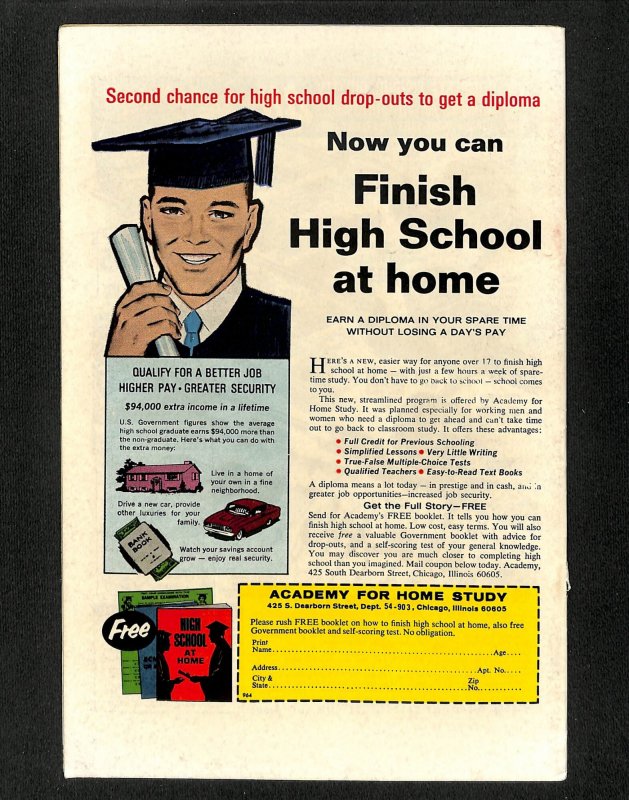 Second chance for high school drop-outs to get a diploma
Now you can
Finish
High School
at home
EARN A DIPLOMA IN YOUR SPARE TIME
WITHOUT LOSING A DAY'S PAY
HERE'S A NEW, easier way for anyone over 17 to finish high
school at home — with just a few hours a week of spare-
time study. You don't have to go back to school — school comes
to you.
This new, streamlined program is offered by Academy for
Home Study. It was planned especially for working men and
women who need a diploma to get ahead and can't take time
out to go back to classroom study. It offers these advantages:
• Full Credit for Previous Schooling
• Simplified Lessons • Very Little Writing
• True-False Multiple-Choice Tests
• Qualified Teachers • Easy-to-Read Text Books
A diploma means a lot today — in prestige and in cash, and in
greater job opportunities—increased job security.
Get the Full Story—FREE
Send for Academy's FREE booklet. It tells you how you can
finish high school at home. Low cost, easy terms. You will also
receive free a valuable Government booklet with advice for
drop-outs, and a self-scoring test of your general knowledge.
You may discover you are much closer to completing high
school than you imagined. Mail coupon below today. Academy,
425 South Dearborn Street, Chicago, Illinois 60605.
QUALIFY FOR A BETTER JOB
HIGHER PAY • GREATER SECURITY
$94,000 extra income in a lifetime
U.S. Government figures show the average
high school graduate earns $94,000 more than
the non-graduate. Here's what you can do with
the extra money:
Live in a home of
your own in a fine
neighborhood.
Drive a new car, provide
other luxuries for your
family.
BANK
BOOK
Watch your savings account
grow — enjoy real security.
Free
SAMPLE EXAMINATION
HIGH
SCHOOL
AT
HOME
ACADEMY FOR HOME STUDY
425 S. Dearborn Street, Dept. 54-903, Chicago, Illinois 60605
Please rush FREE booklet on how to finish high school at home, also free
Government booklet and self-scoring test. No obligation.
Print
Name Age
Address Apt. No.
City & Zip
State No.
964